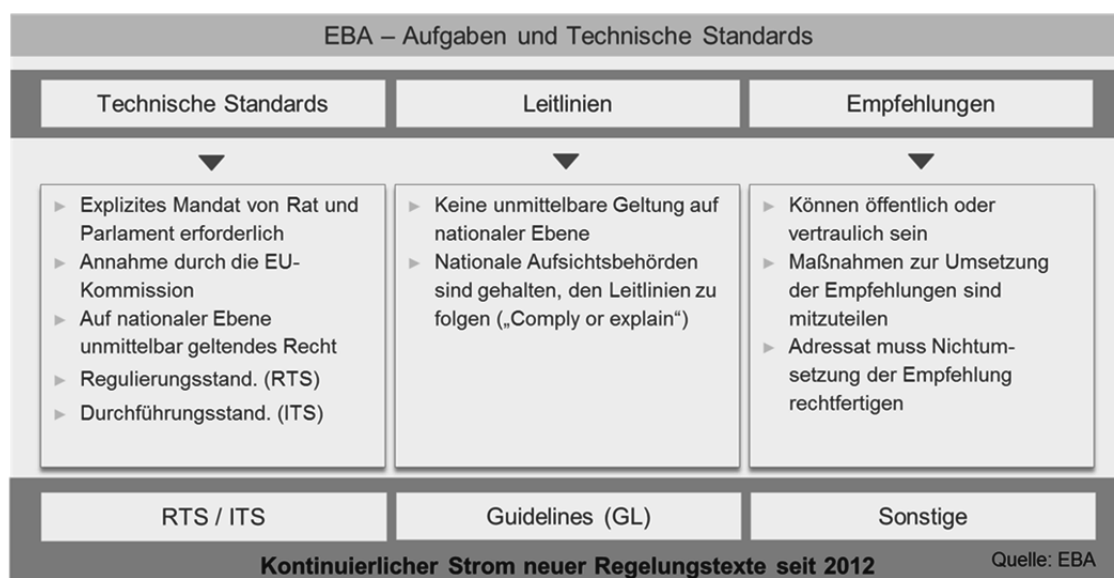 EBA – Aufgaben und Technische Standards
Technische Standards
Leitlinien
Empfehlungen
Explizites Mandat von Rat und
Parlament erforderlich
Annahme durch die EU-
Kommission
Auf nationaler Ebene
unmittelbar geltendes Recht
Regulierungsstand. (RTS)
Durchführungsstand. (ITS)
Keine unmittelbare Geltung auf
nationaler Ebene
Nationale Aufsichtsbehörden
sind gehalten, den Leitlinien zu
folgen („Comply or explain“)
Können öffentlich oder
vertraulich sein
Maßnahmen zur Umsetzung
der Empfehlungen sind
mitzuteilen
Adressat muss Nichtum-
setzung der Empfehlung
rechtfertigen
RTS / ITS
Guidelines (GL)
Sonstige
Kontinuierlicher Strom neuer Regelungstexte seit 2012
Quelle: EBA